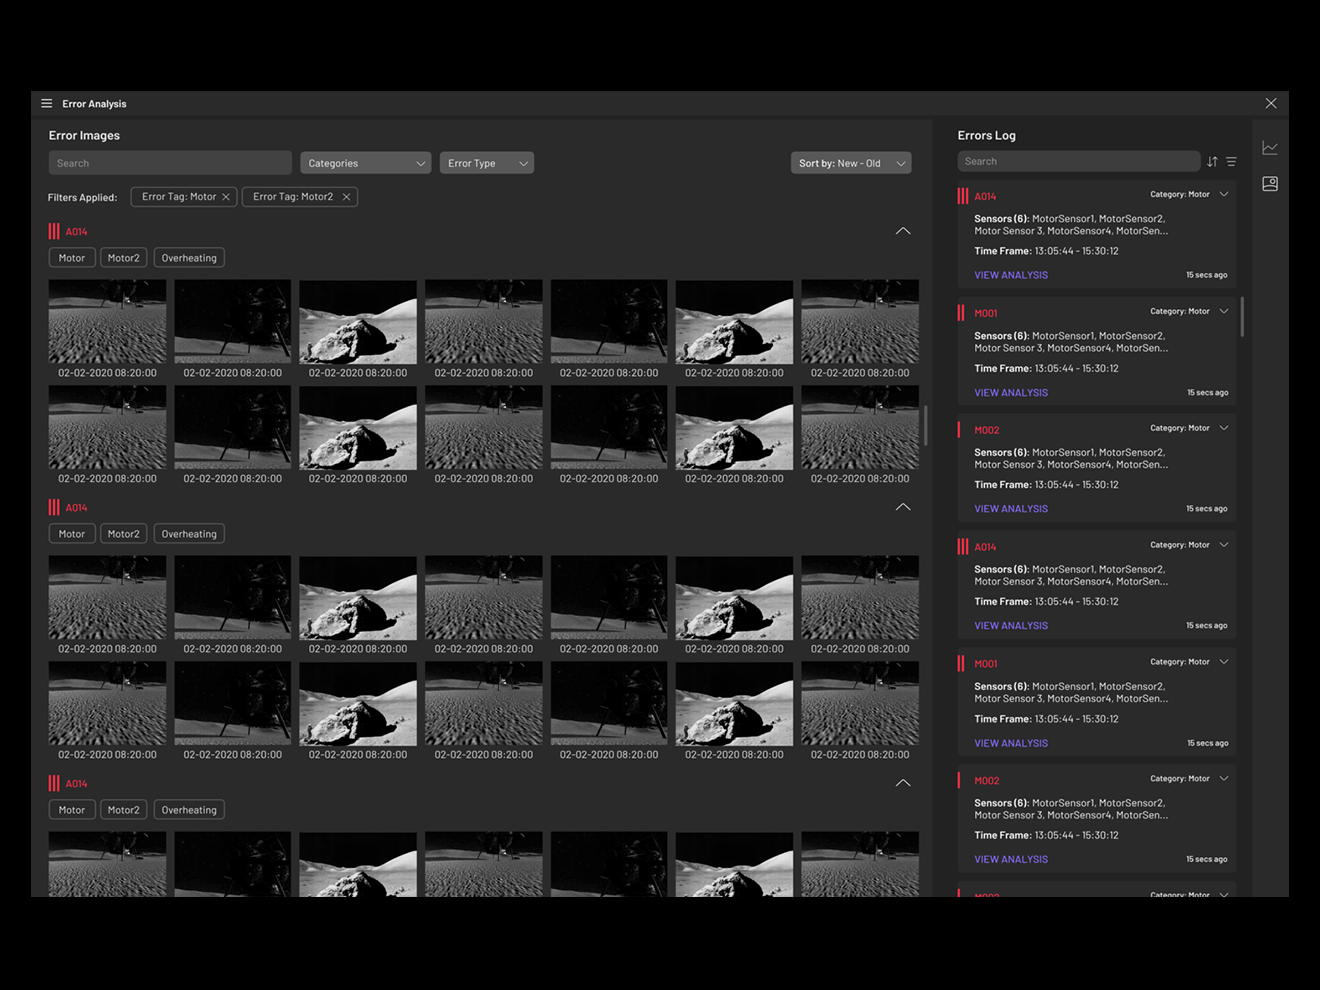 Error Analysis
Error Images
Search
Categories
Error Type
Sort by: New - Old
Filters Applied:
Error Tag: Motor
Error Tag: Motor2
A014
Motor
Motor2
Overheating
02-02-2020 08:20:00
02-02-2020 08:20:00
02-02-2020 08:20:00
02-02-2020 08:20:00
02-02-2020 08:20:00
02-02-2020 08:20:00
02-02-2020 08:20:00
02-02-2020 08:20:00
02-02-2020 08:20:00
02-02-2020 08:20:00
02-02-2020 08:20:00
02-02-2020 08:20:00
02-02-2020 08:20:00
02-02-2020 08:20:00
A014
Motor
Motor2
Overheating
02-02-2020 08:20:00
02-02-2020 08:20:00
02-02-2020 08:20:00
02-02-2020 08:20:00
02-02-2020 08:20:00
02-02-2020 08:20:00
02-02-2020 08:20:00
02-02-2020 08:20:00
02-02-2020 08:20:00
02-02-2020 08:20:00
02-02-2020 08:20:00
02-02-2020 08:20:00
02-02-2020 08:20:00
02-02-2020 08:20:00
A014
Motor
Motor2
Overheating
Errors Log
Search
A014
Category: Motor
Sensors (6): MotorSensor1, MotorSensor2,
Motor Sensor 3, MotorSensor4, MotorSen...
Time Frame: 13:05:44 - 15:30:12
VIEW ANALYSIS
15 secs ago
M001
Category: Motor
Sensors (6): MotorSensor1, MotorSensor2,
Motor Sensor 3, MotorSensor4, MotorSen...
Time Frame: 13:05:44 - 15:30:12
VIEW ANALYSIS
15 secs ago
M002
Category: Motor
Sensors (6): MotorSensor1, MotorSensor2,
Motor Sensor 3, MotorSensor4, MotorSen...
Time Frame: 13:05:44 - 15:30:12
VIEW ANALYSIS
15 secs ago
A014
Category: Motor
Sensors (6): MotorSensor1, MotorSensor2,
Motor Sensor 3, MotorSensor4, MotorSen...
Time Frame: 13:05:44 - 15:30:12
VIEW ANALYSIS
15 secs ago
M001
Category: Motor
Sensors (6): MotorSensor1, MotorSensor2,
Motor Sensor 3, MotorSensor4, MotorSen...
Time Frame: 13:05:44 - 15:30:12
VIEW ANALYSIS
15 secs ago
M002
Category: Motor
Sensors (6): MotorSensor1, MotorSensor2,
Motor Sensor 3, MotorSensor4, MotorSen...
Time Frame: 13:05:44 - 15:30:12
VIEW ANALYSIS
15 secs ago
Category: Motor